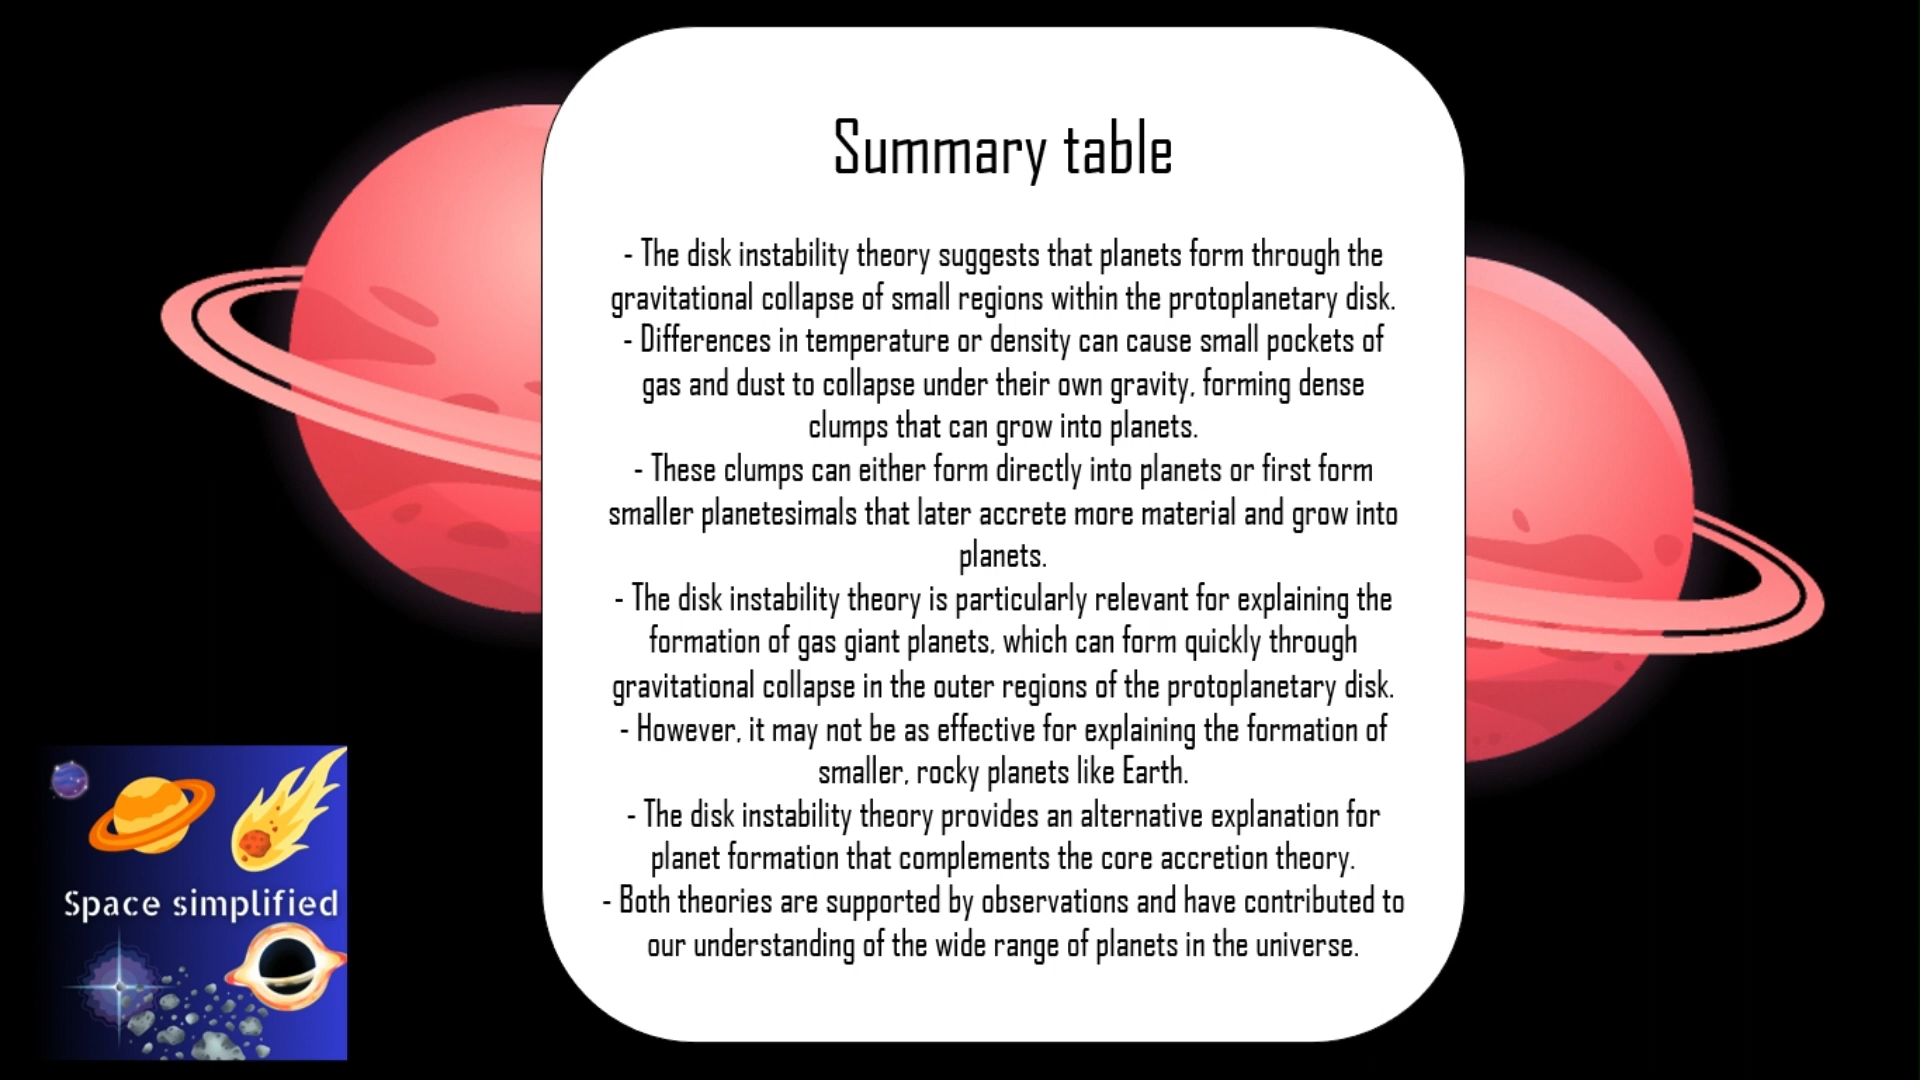 Summary table
- The disk instability theory suggests that planets form through the
gravitational collapse of small regions within the protoplanetary disk.
- Differences in temperature or density can cause small pockets of
gas and dust to collapse under their own gravity, forming dense
clumps that can grow into planets.
- These clumps can either form directly into planets or first form
smaller planetesimals that later accrete more material and grow into
planets.
- The disk instability theory is particularly relevant for explaining the
formation of gas giant planets, which can form quickly through
gravitational collapse in the outer regions of the protoplanetary disk.
- However, it may not be as effective for explaining the formation of
smaller, rocky planets like Earth.
- The disk instability theory provides an alternative explanation for
planet formation that complements the core accretion theory.
- Both theories are supported by observations and have contributed to
our understanding of the wide range of planets in the universe.
Space simplified